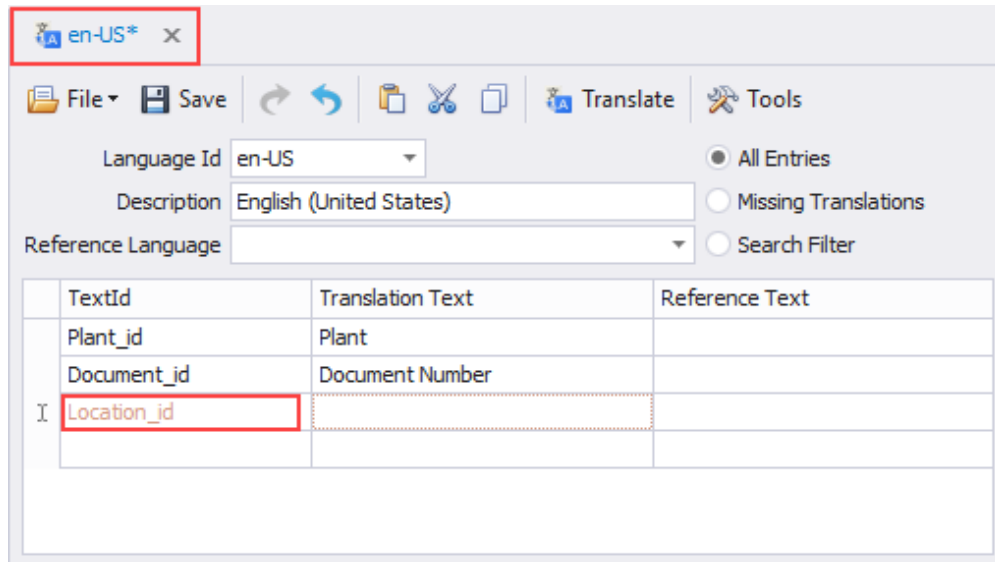 en-US*
File Save Translate Tools
Language Id en-US All Entries
Description English (United States) Missing Translations
Reference Language Search Filter
TextId Translation Text Reference Text
Plant_id Plant
Document_id Document Number
Location_id